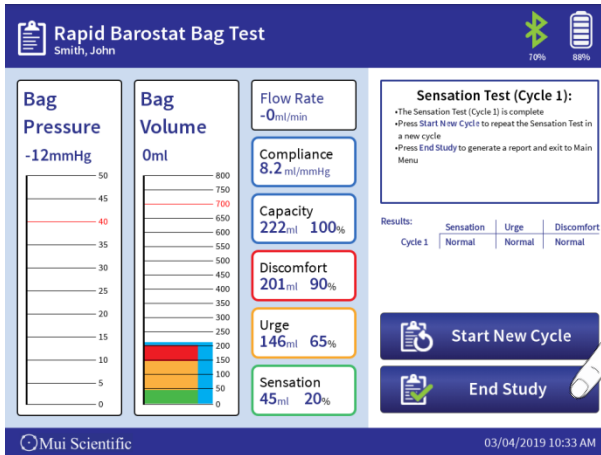 Rapid Barostat Bag Test
Smith, John
70%
88%
Bag
Pressure
-12mmHg
50
45
40
35
30
25
20
15
10
5
0
Bag
Volume
0ml
800
750
700
650
600
550
500
450
400
350
300
250
200
150
100
50
0
Flow Rate
-0ml/min
Compliance
8.2 ml/mmHg
Capacity
222ml 100%
Discomfort
201ml 90%
Urge
146ml 65%
Sensation
45ml 20%
Sensation Test (Cycle 1):
•The Sensation Test (Cycle 1) is complete
•Press Start New Cycle to repeat the Sensation Test in
a new cycle
•Press End Study to generate a report and exit to Main
Menu
Results:
Sensation Urge Discomfort
Cycle 1 Normal Normal Normal
Start New Cycle
End Study
Mui Scientific
03/04/2019 10:33 AM